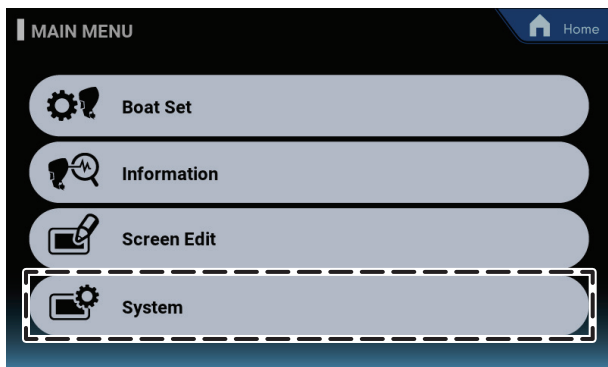 MAIN MENU
Home
Boat Set
Information
Screen Edit
System